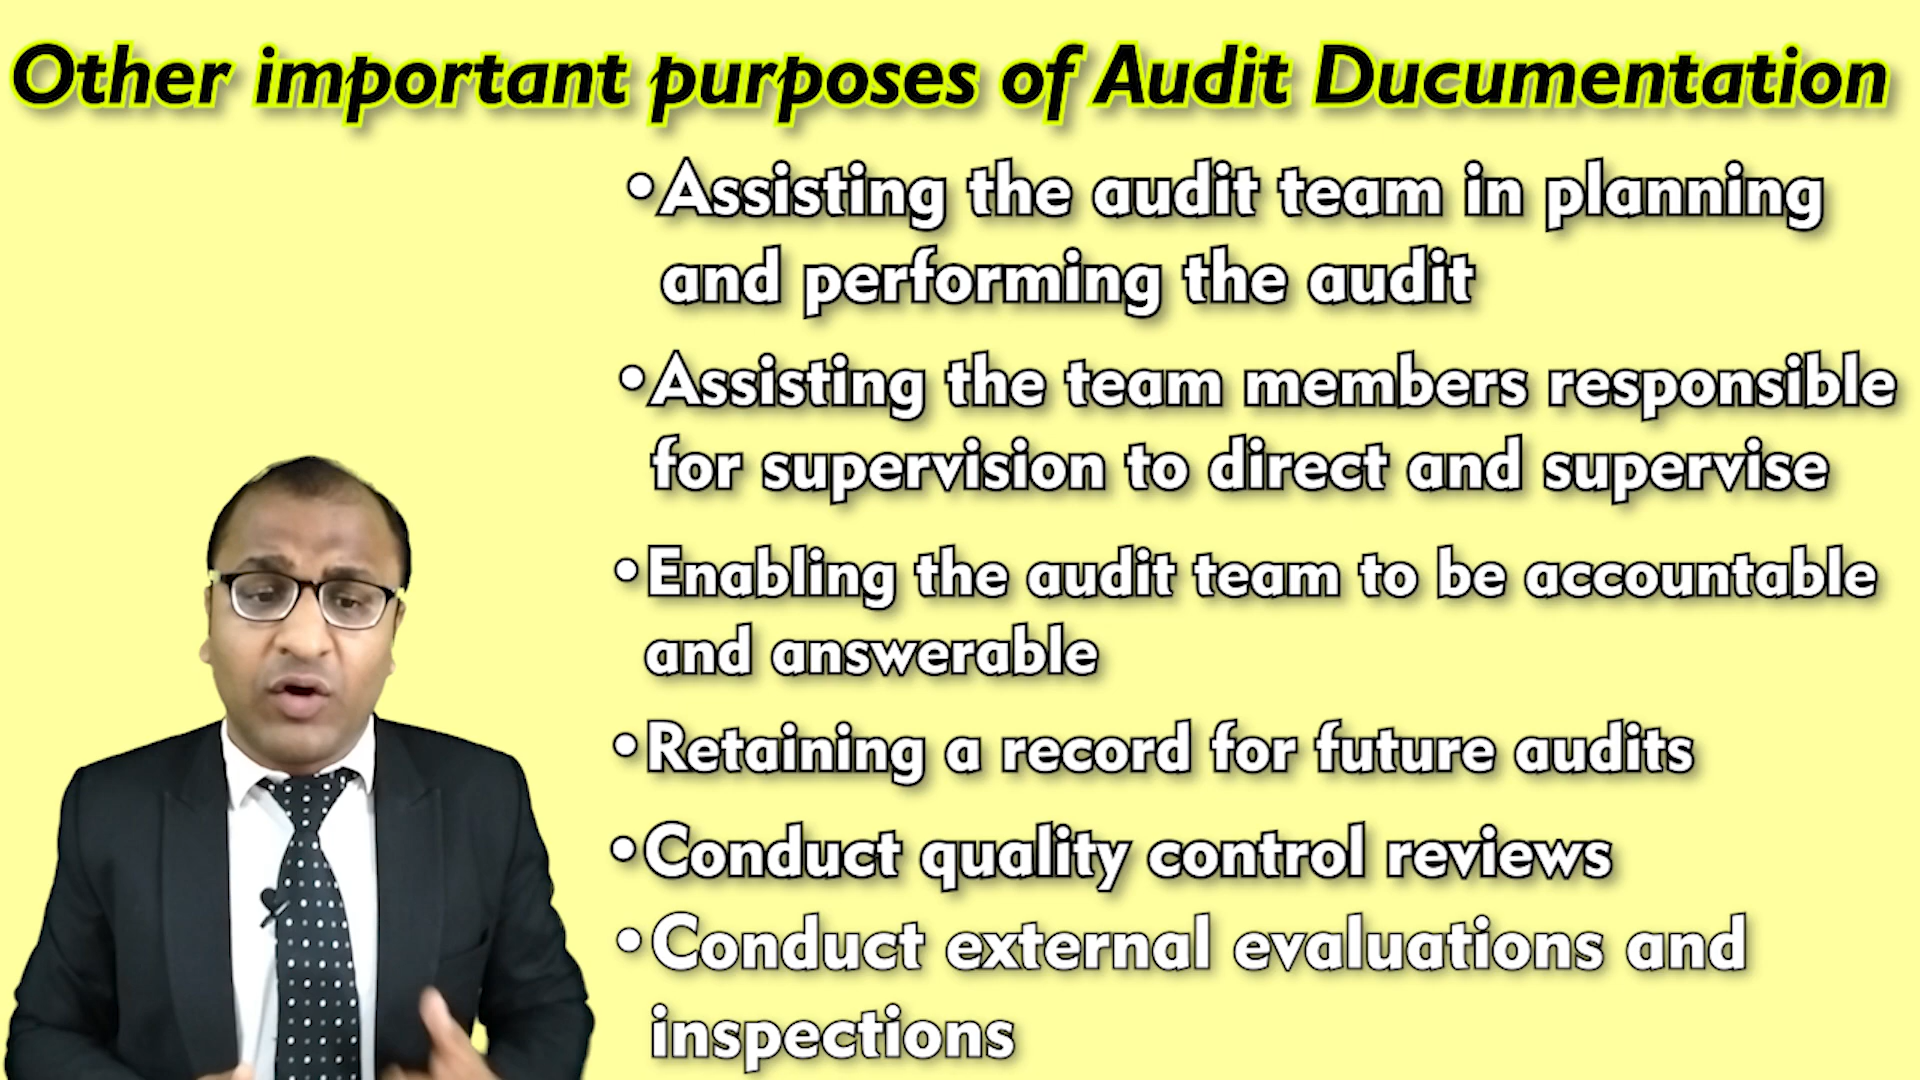 Other important purposes of Audit Ducumentation
•Assisting the audit team in planning
and performing the audit
•Assisting the team members responsible
for supervision to direct and supervise
•Enabling the audit team to be accountable
and answerable
•Retaining a record for future audits
•Conduct quality control reviews
•Conduct external evaluations and
inspections